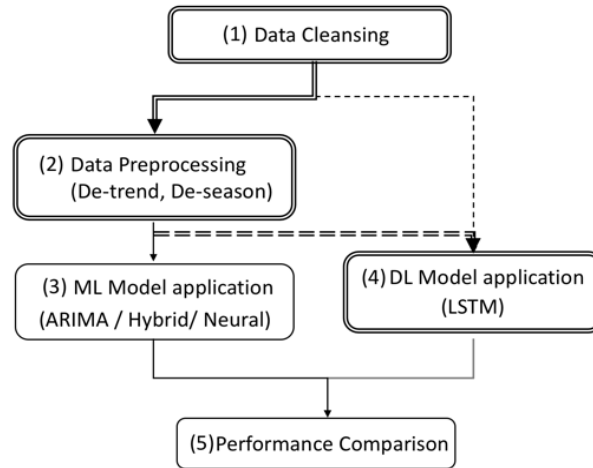 (1) Data Cleansing
(2) Data Preprocessing
(De-trend, De-season)
(3) ML Model application
(ARIMA / Hybrid/ Neural)
(4) DL Model application
(LSTM)
(5) Performance Comparison